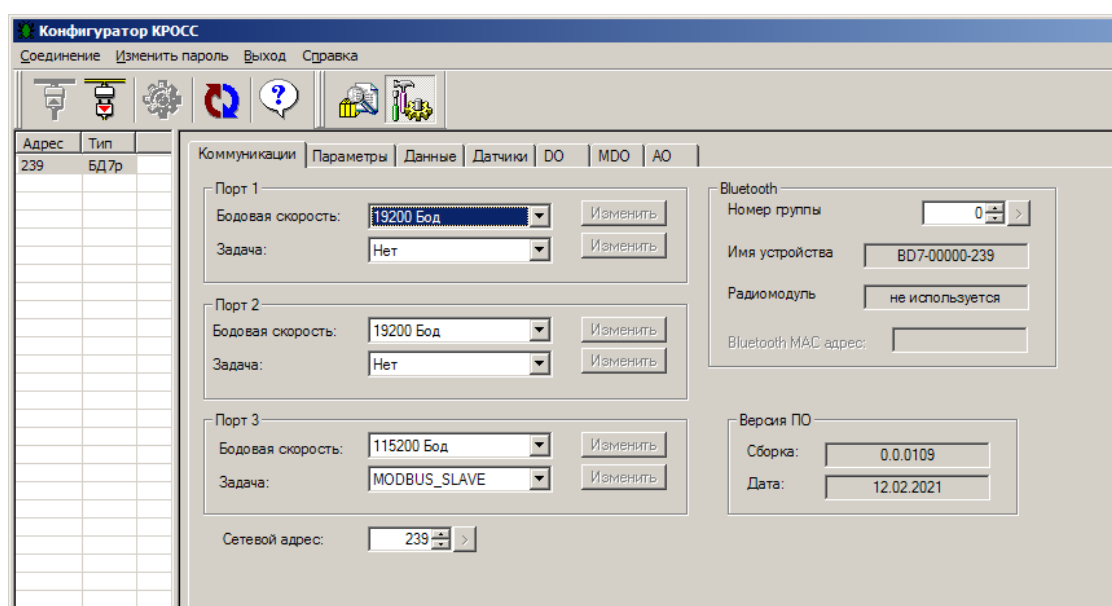 Конфигуратор КРОСС
Соединение Изменить пароль Выход Справка
Адрес Тип
239 БД7р
Коммуникации Параметры Данные Датчики DO MDO AO
Порт 1
Бодовая скорость: 19200 Бод Изменить
Задача: Нет Изменить
Порт 2
Бодовая скорость: 19200 Бод Изменить
Задача: Нет Изменить
Порт 3
Бодовая скорость: 115200 Бод Изменить
Задача: MODBUS_SLAVE Изменить
Сетевой адрес: 239 >
Bluetooth
Номер группы 0 >
Имя устройства BD7-00000-239
Радиомодуль не используется
Bluetooth MAC адрес:
Версия ПО
Сборка: 0.0.0109
Дата: 12.02.2021